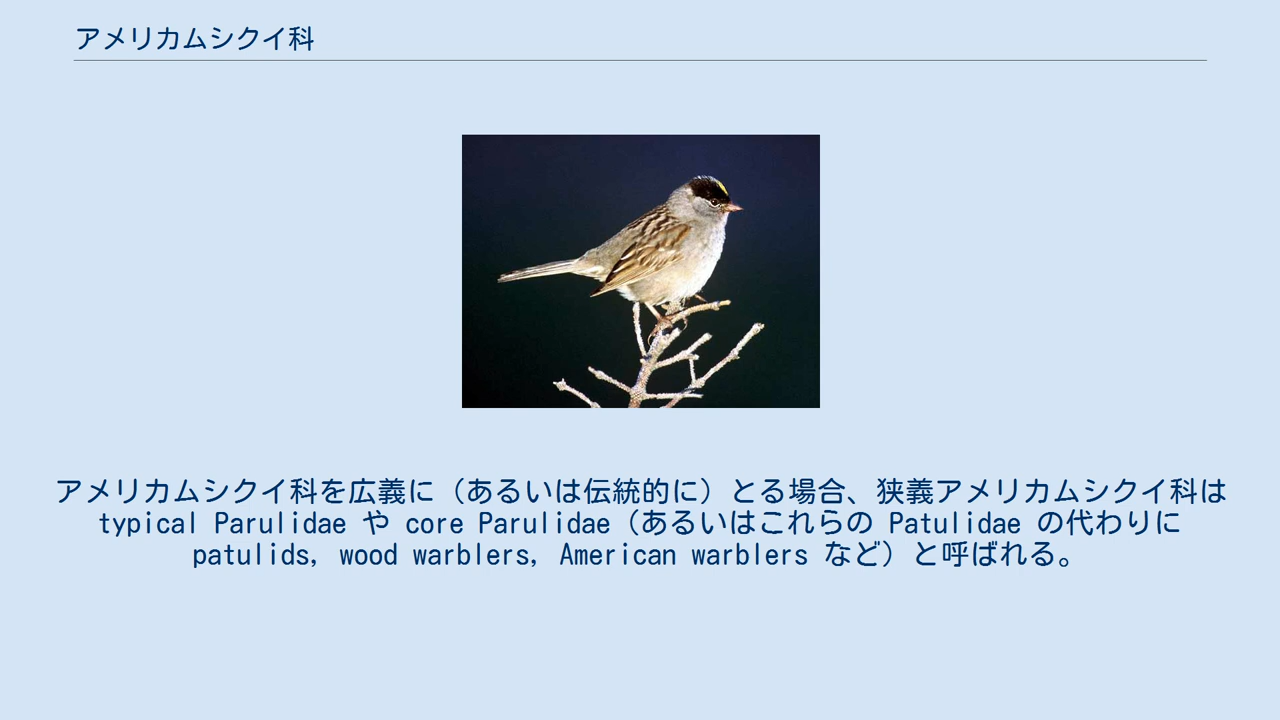 アメリカムシクイ科
アメリカムシクイ科を広義に（あるいは伝統的に）とる場合、狭義アメリカムシクイ科は
typical Parulidae や core Parulidae（あるいはこれらの Patulidae の代わりに
patulids, wood warblers, American warblers など）と呼ばれる。